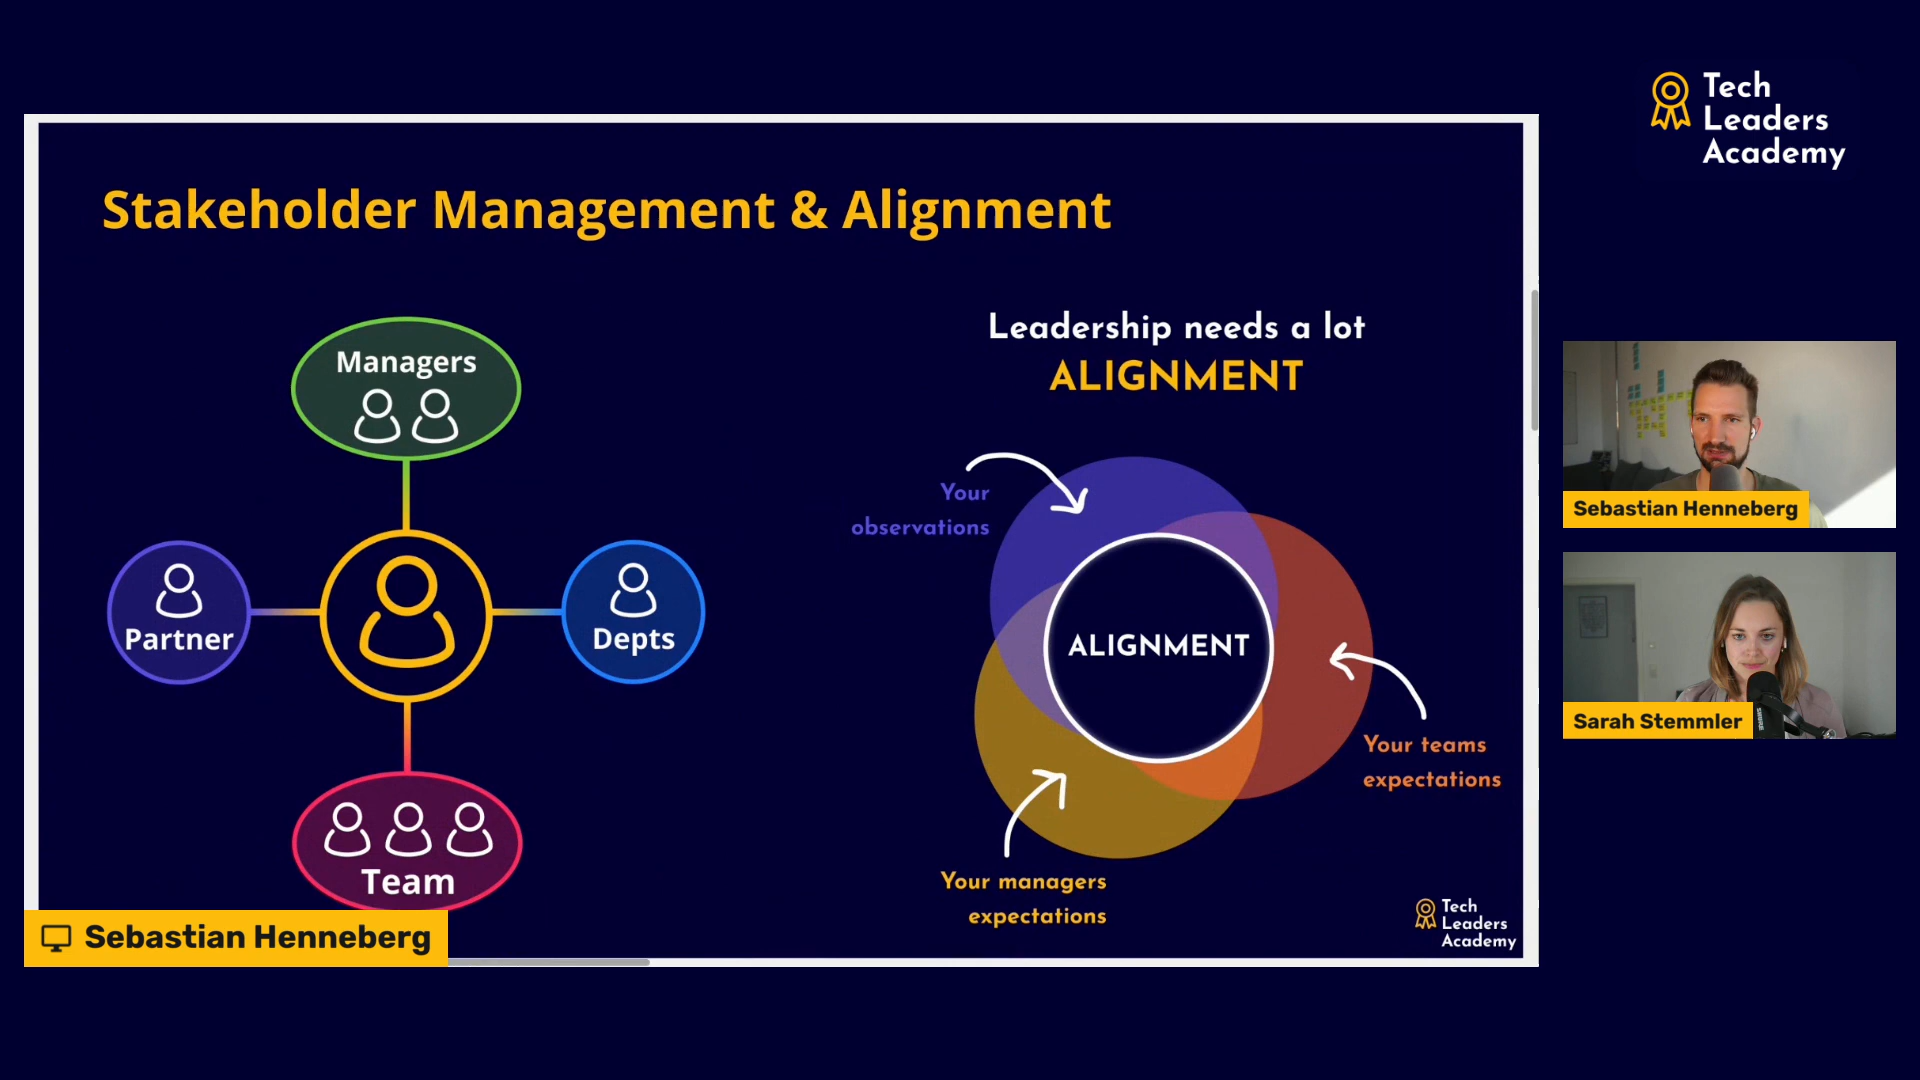 Tech
Leaders
Academy
Stakeholder Management & Alignment
Managers
Partner
Depts
Team
Leadership needs a lot
ALIGNMENT
Your
observations
ALIGNMENT
Your teams
expectations
Your managers
expectations
Tech
Leaders
Academy
Sebastian Henneberg
Sebastian Henneberg
Sarah Stemmler